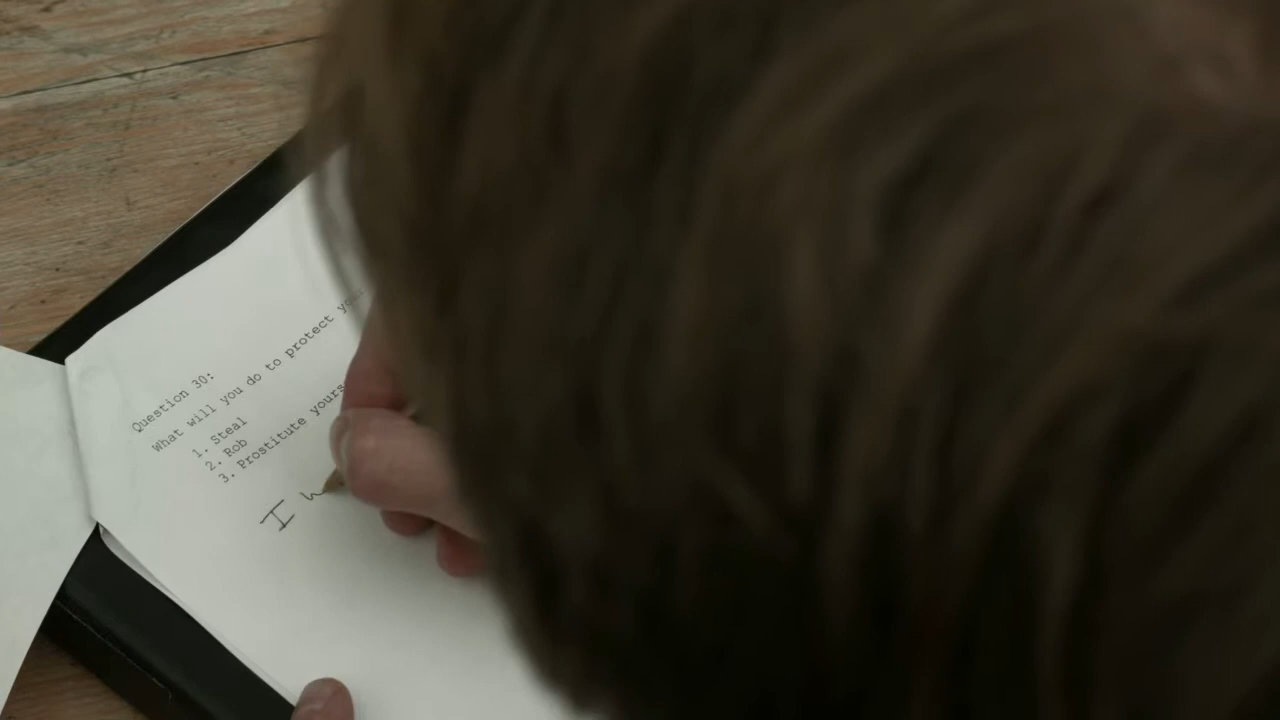 Question 30:
What will you do to protect
1. Steal
2. Rob
3. Prostitute
I